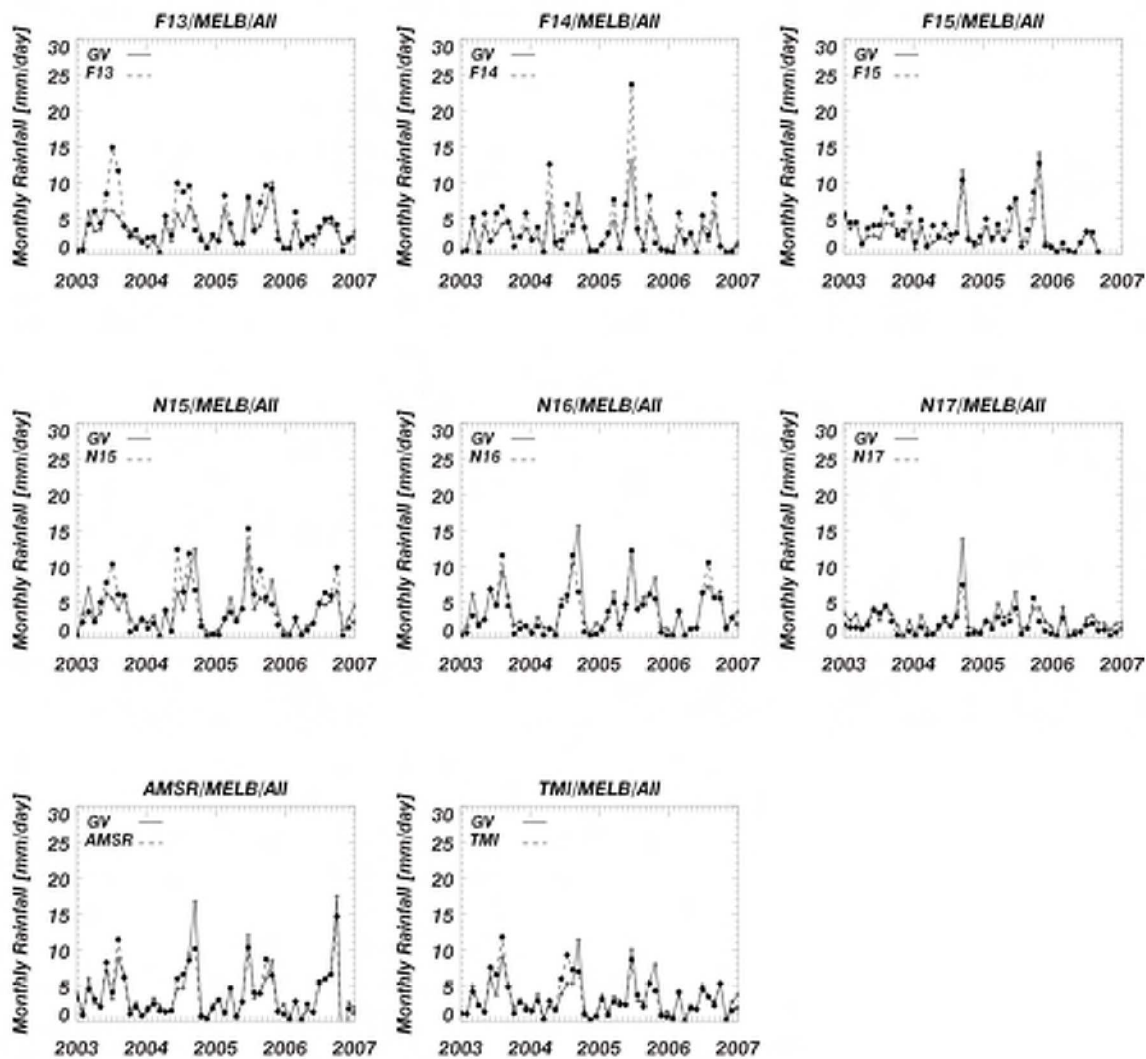 F13/MELB/All
Monthly Rainfall [mm/day]
30
25
20
15
10
5
0
GV
F13
2003 2004 2005 2006 2007
F14/MELB/All
Monthly Rainfall [mm/day]
30
25
20
15
10
5
0
GV
F14
2003 2004 2005 2006 2007
F15/MELB/All
Monthly Rainfall [mm/day]
30
25
20
15
10
5
0
GV
F15
2003 2004 2005 2006 2007
N15/MELB/All
Monthly Rainfall [mm/day]
30
25
20
15
10
5
0
GV
N15
2003 2004 2005 2006 2007
N16/MELB/All
Monthly Rainfall [mm/day]
30
25
20
15
10
5
0
GV
N16
2003 2004 2005 2006 2007
N17/MELB/All
Monthly Rainfall [mm/day]
30
25
20
15
10
5
0
GV
N17
2003 2004 2005 2006 2007
AMSR/MELB/All
Monthly Rainfall [mm/day]
30
25
20
15
10
5
0
GV
AMSR
2003 2004 2005 2006 2007
TMI/MELB/All
Monthly Rainfall [mm/day]
30
25
20
15
10
5
0
GV
TMI
2003 2004 2005 2006 2007